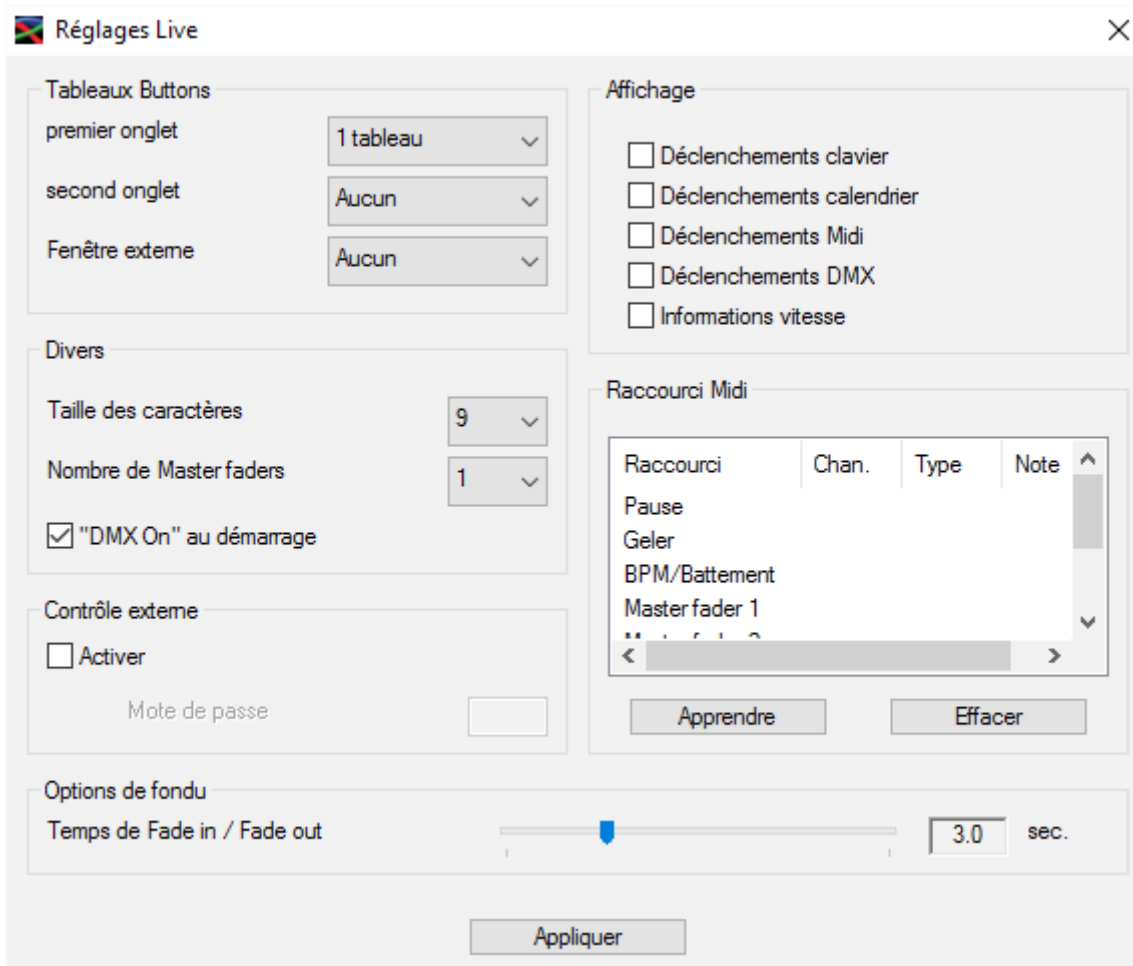 Réglages Live
Tableaux Buttons
premier onglet
1 tableau
second onglet
Aucun
Fenêtre externe
Aucun
Divers
Taille des caractères
9
Nombre de Master faders
1
"DMX On" au démarrage
Contrôle externe
Activer
Mote de passe
Affichage
Déclenchements clavier
Déclenchements calendrier
Déclenchements Midi
Déclenchements DMX
Informations vitesse
Raccourci Midi
Raccourci Chan. Type Note
Pause
Geler
BPM/Battement
Master fader 1
Apprendre Effacer
Options de fondu
Temps de Fade in / Fade out 3.0 sec.
Appliquer